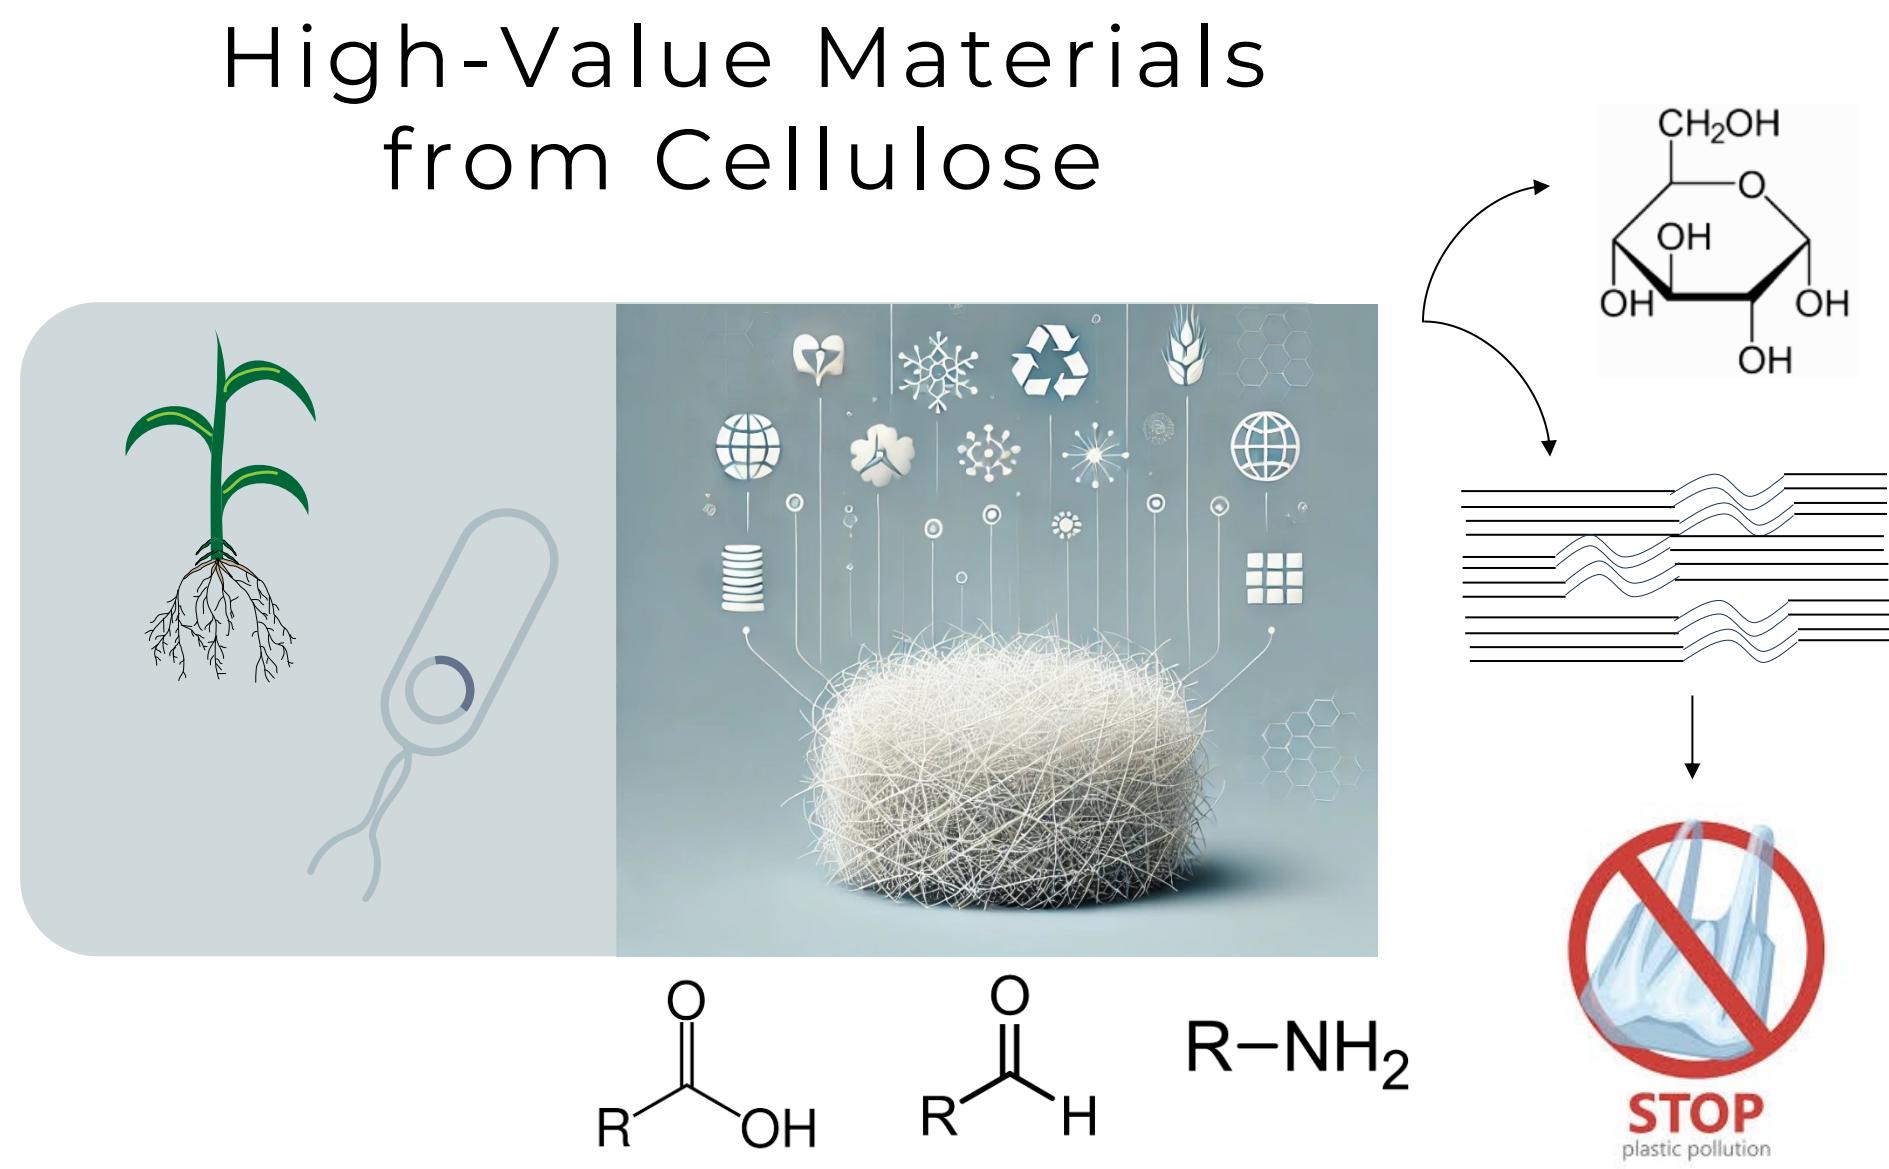 High-Value Materials
from Cellulose
CH₂OH
O
OH
OH
OH
OH
O
R
OH
O
R
H
R–NH₂
STOP
plastic pollution